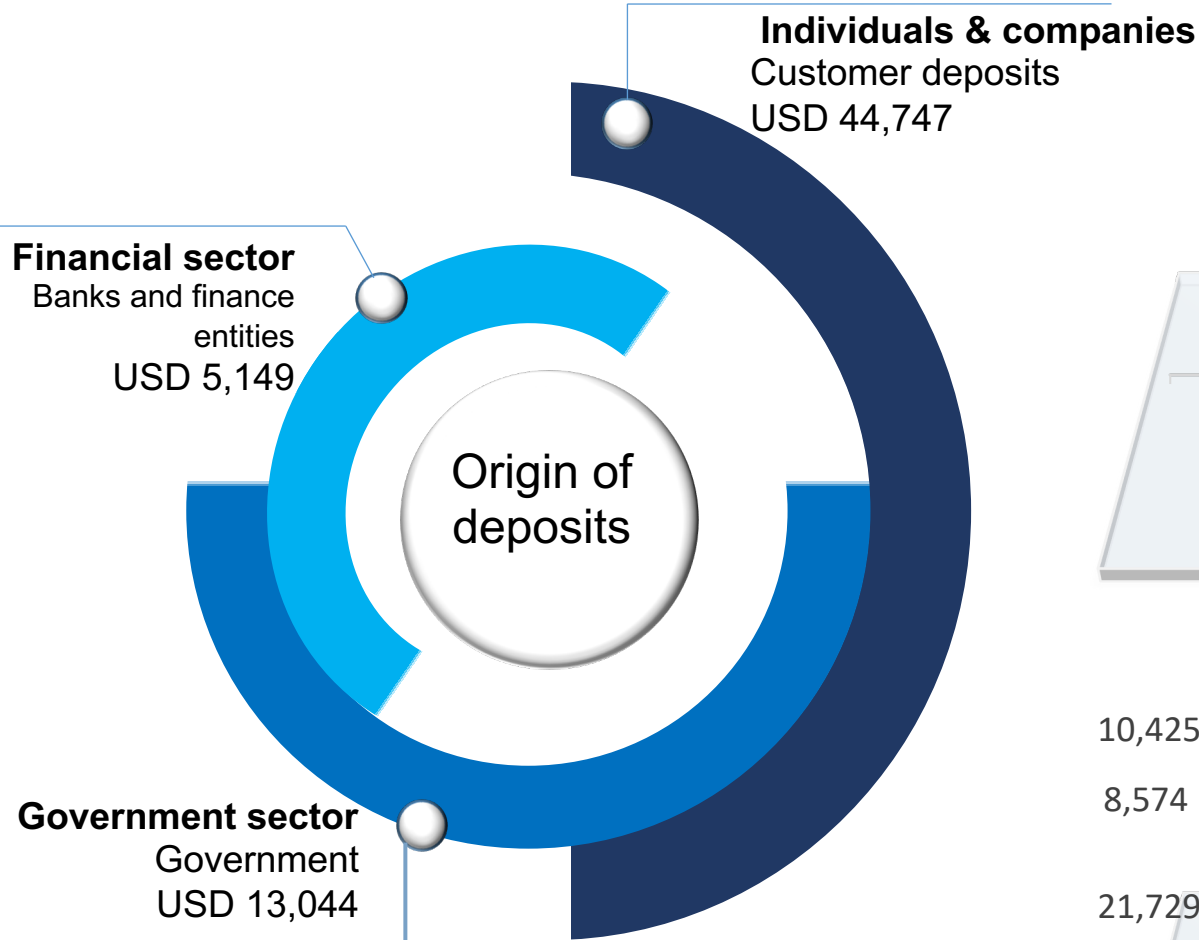 Individuals & companies
Customer deposits
USD 44,747
Financial sector
Banks and finance
entities
USD 5,149
Origin of
deposits
Government sector
Government
USD 13,044
10,425
8,574
21,729